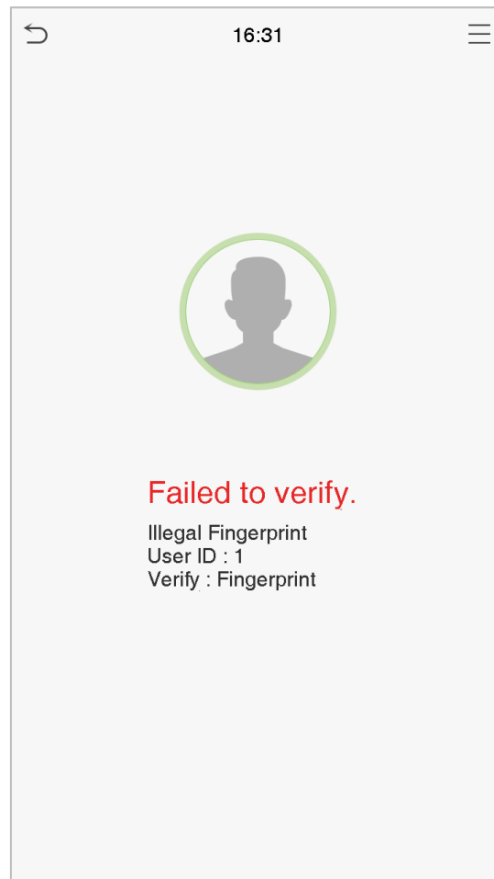 16:31
Failed to verify.
Illegal Fingerprint
User ID : 1
Verify : Fingerprint